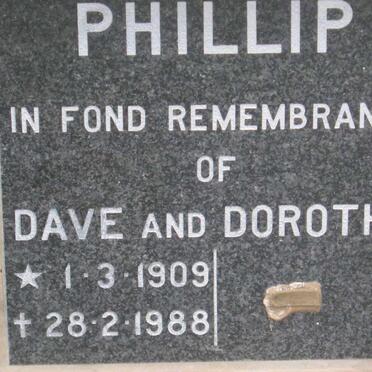 PHILLIP
IN FOND REMEMBRAN
OF
DAVE AND DOROTH
★ 1·3·1909
✝ 28·2·1988